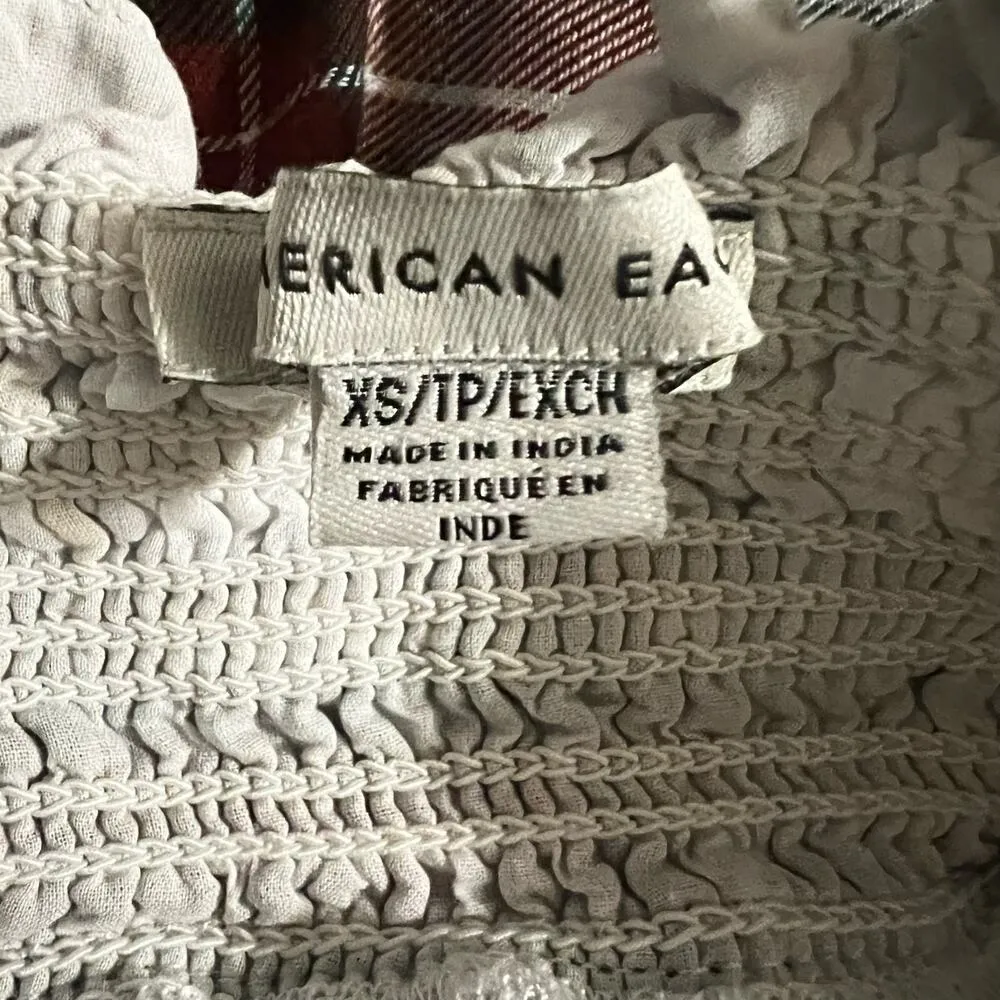 ERICAN EA
XS/TP/EXCH
MADE IN INDIA
FABRIQUÉ EN
INDE